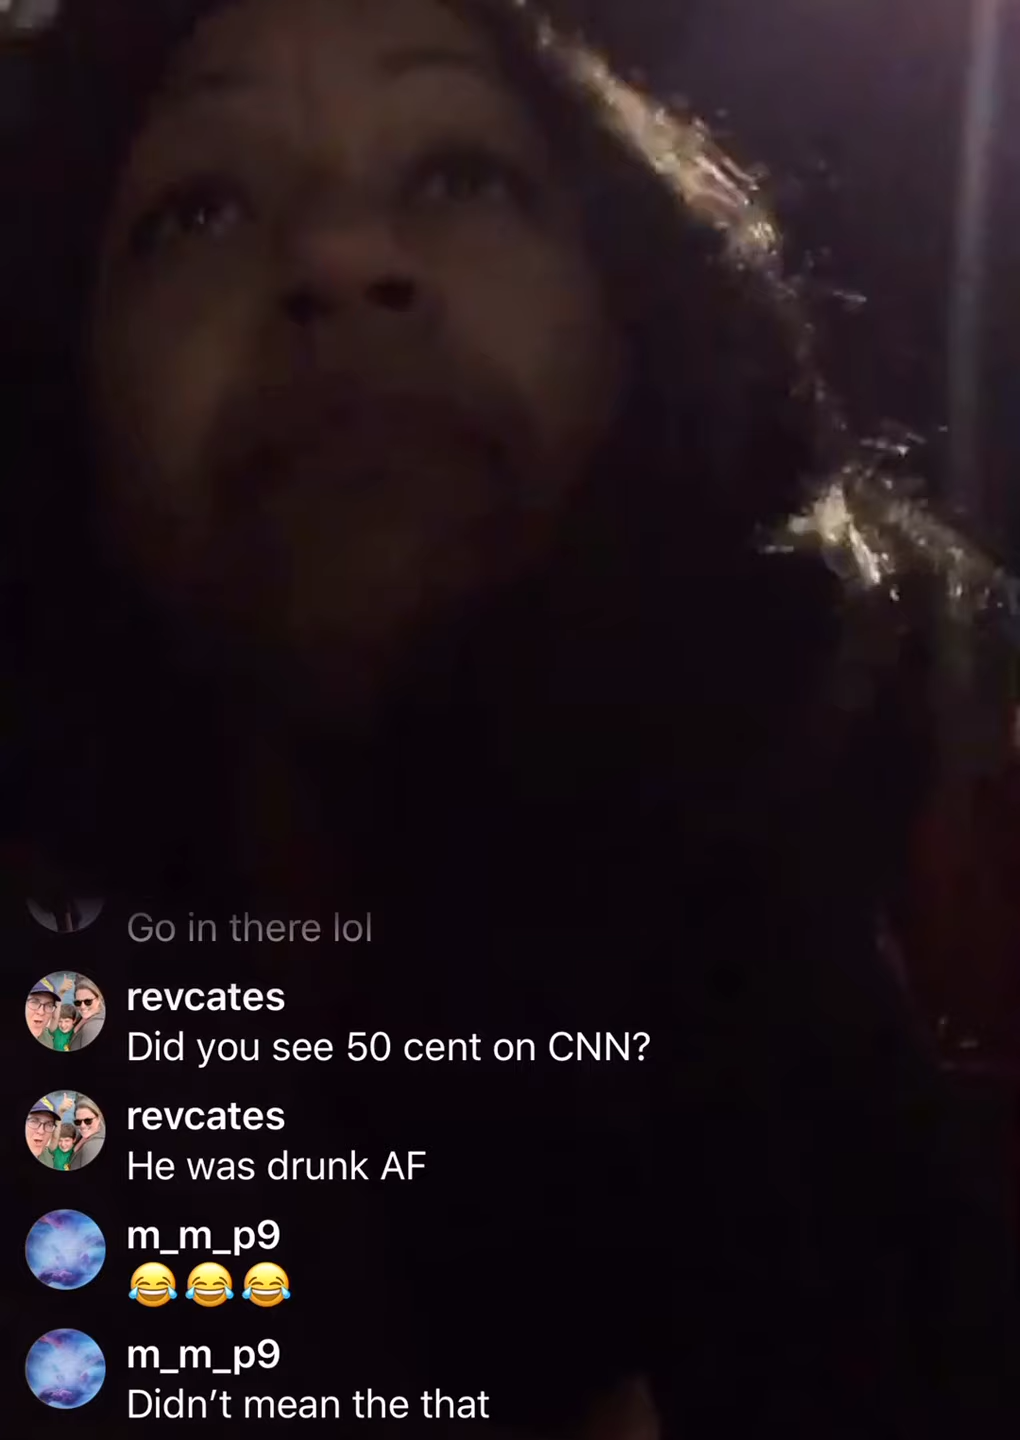 Go in there lol
revcates
Did you see 50 cent on CNN?
revcates
He was drunk AF
m_m_p9
😂😂😂
m_m_p9
Didn’t mean the that